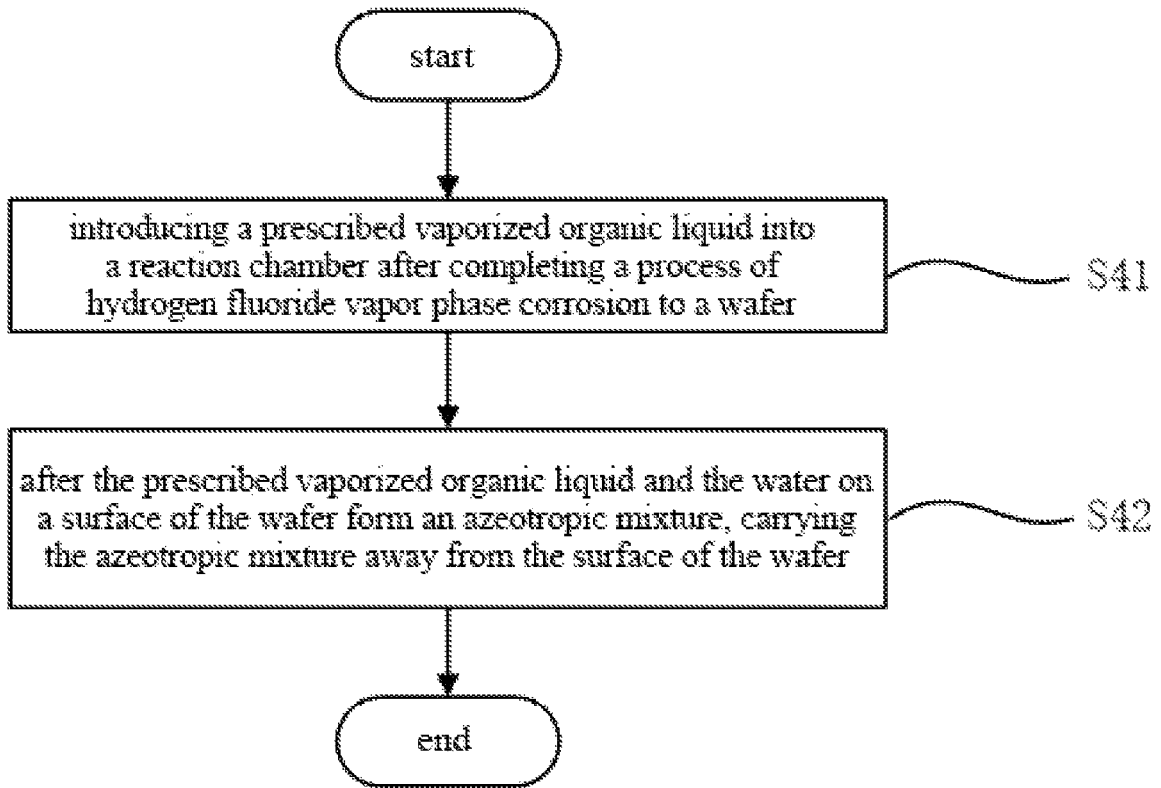 start
introducing a prescribed vaporized organic liquid into
a reaction chamber after completing a process of
hydrogen fluoride vapor phase corrosion to a wafer
S41
after the prescribed vaporized organic liquid and the water on
a surface of the wafer form an azeotropic mixture, carrying
the azeotropic mixture away from the surface of the wafer
S42
end